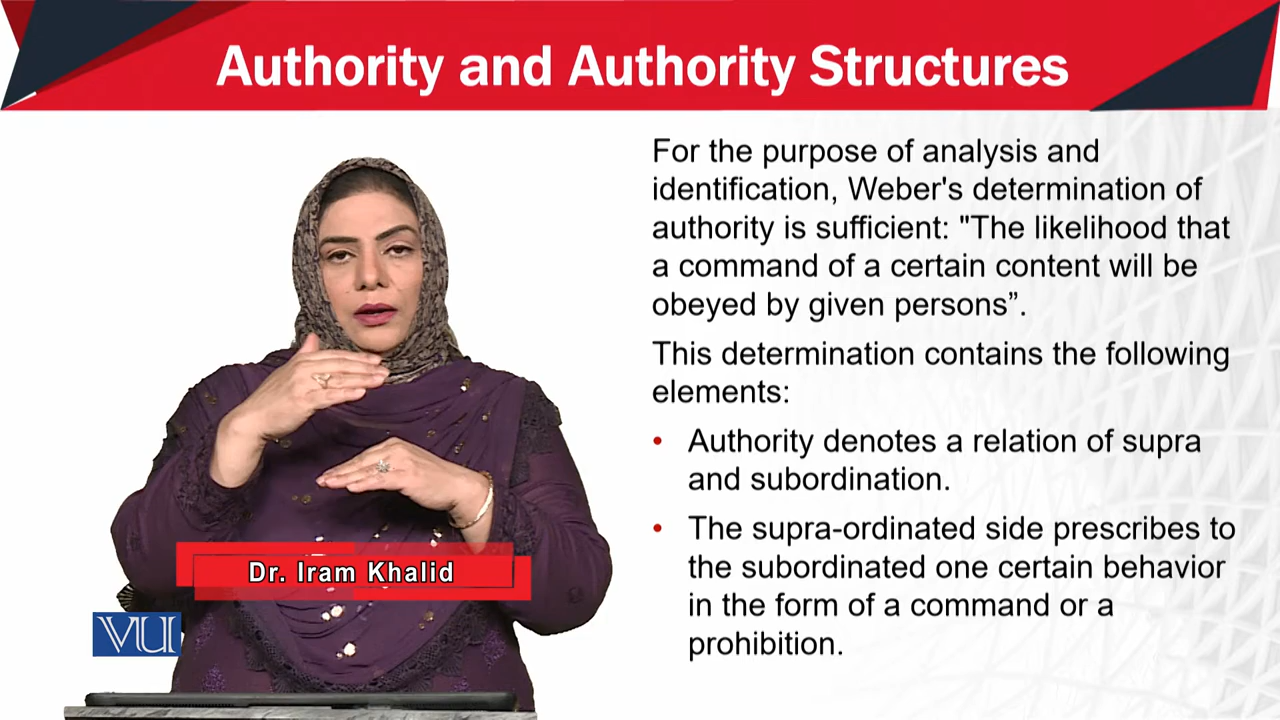 Authority and Authority Structures
For the purpose of analysis and
identification, Weber's determination of
authority is sufficient: "The likelihood that
a command of a certain content will be
obeyed by given persons”.
This determination contains the following
elements:
• Authority denotes a relation of supra
and subordination.
• The supra-ordinated side prescribes to
the subordinated one certain behavior
in the form of a command or a
prohibition.
Dr. Iram Khalid
VU